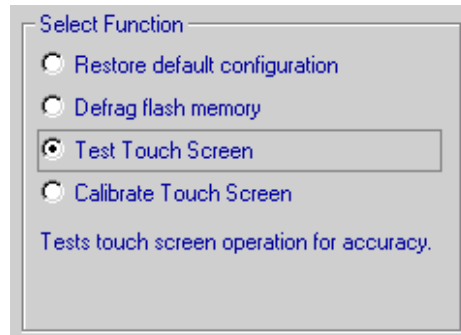 Select Function
Restore default configuration
Defrag flash memory
Test Touch Screen
Calibrate Touch Screen
Tests touch screen operation for accuracy.